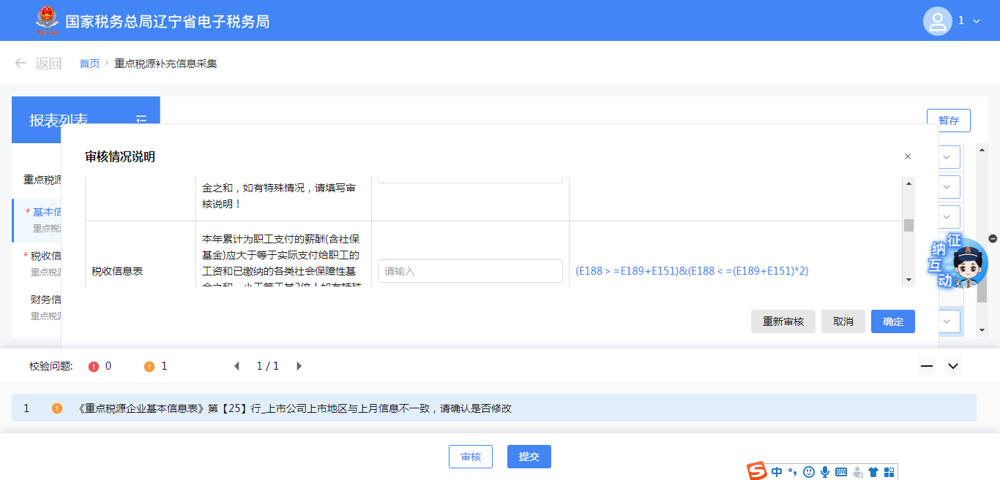 国家税务总局辽宁省电子税务局
1
返回
首页
重点税源补充信息采集
报表列表
暂存
审核情况说明
×
重点税源
* 基本信
重点税
* 税收信
重点税
财务信
重点税
金之和，如有特殊情况，请填写审
核说明！
税收信息表
本年累计为职工支付的薪酬(含社保
基金)应大于等于实际支付给职工的
工资和已缴纳的各类社会保障性基
请输入
(E188＞=E189+E151)&(E188＜=(E189+E151)*2)
征
纳
互
动
重新审核
取消
确定
校验问题:
0
1
1 / 1
1
《重点税源企业基本信息表》第【25】行_上市公司上市地区与上月信息不一致，请确认是否修改
审核
提交
中